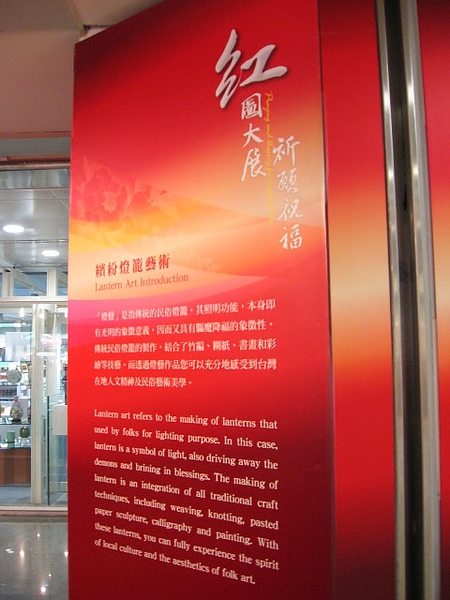 紅圖大展
祈願祝福
繽紛燈籠藝術
Lantern Art Introduction
「燈藝」是指傳統的民俗燈籠，其照明功能，本身即
有光明的象徵意義，因而又具有驅魔降福的象徵性，
傳統民俗燈籠的製作，結合了竹編、糊紙、書畫和彩
繪等技藝，而透過燈藝作品您可以充分地感受到台灣
在地人文精神及民俗藝術美學。
Lantern art refers to the making of lanterns that
used by folks for lighting purpose. In this case,
lantern is a symbol of light, also driving away the
demons and brining in blessings. The making of
lantern is an integration of all traditional craft
techniques, including weaving, knotting, pasted
paper sculpture, calligraphy and painting. With
these lanterns, you can fully experience the spirit
of local culture and the aesthetics of folk art.